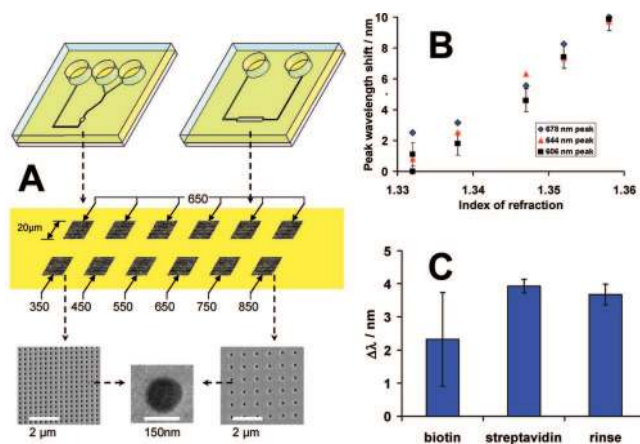 A
650
20μm
350 450 550 650 750 850
2 μm
150nm
2 μm
B
Peak wavelength shift / nm
10
8
6
4
2
0
678 nm peak
644 nm peak
606 nm peak
1.33 1.34 1.35 1.36
Index of refraction
C
Δλ / nm
5
4
3
2
1
0
biotin streptavidin rinse